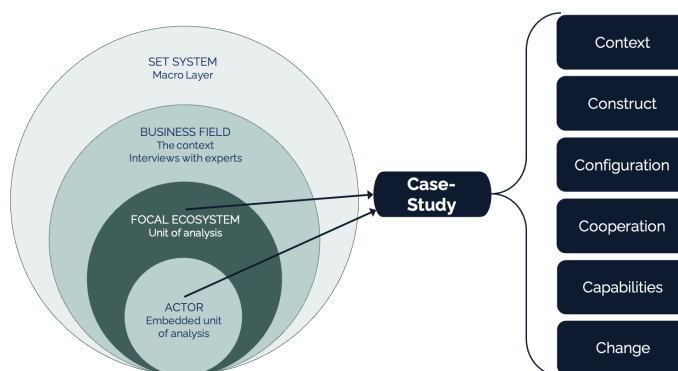 SET SYSTEM
Macro Layer
BUSINESS FIELD
The context
Interviews with experts
FOCAL ECOSYSTEM
Unit of analysis
ACTOR
Embedded unit
of analysis
Case-
Study
Context
Construct
Configuration
Cooperation
Capabilities
Change